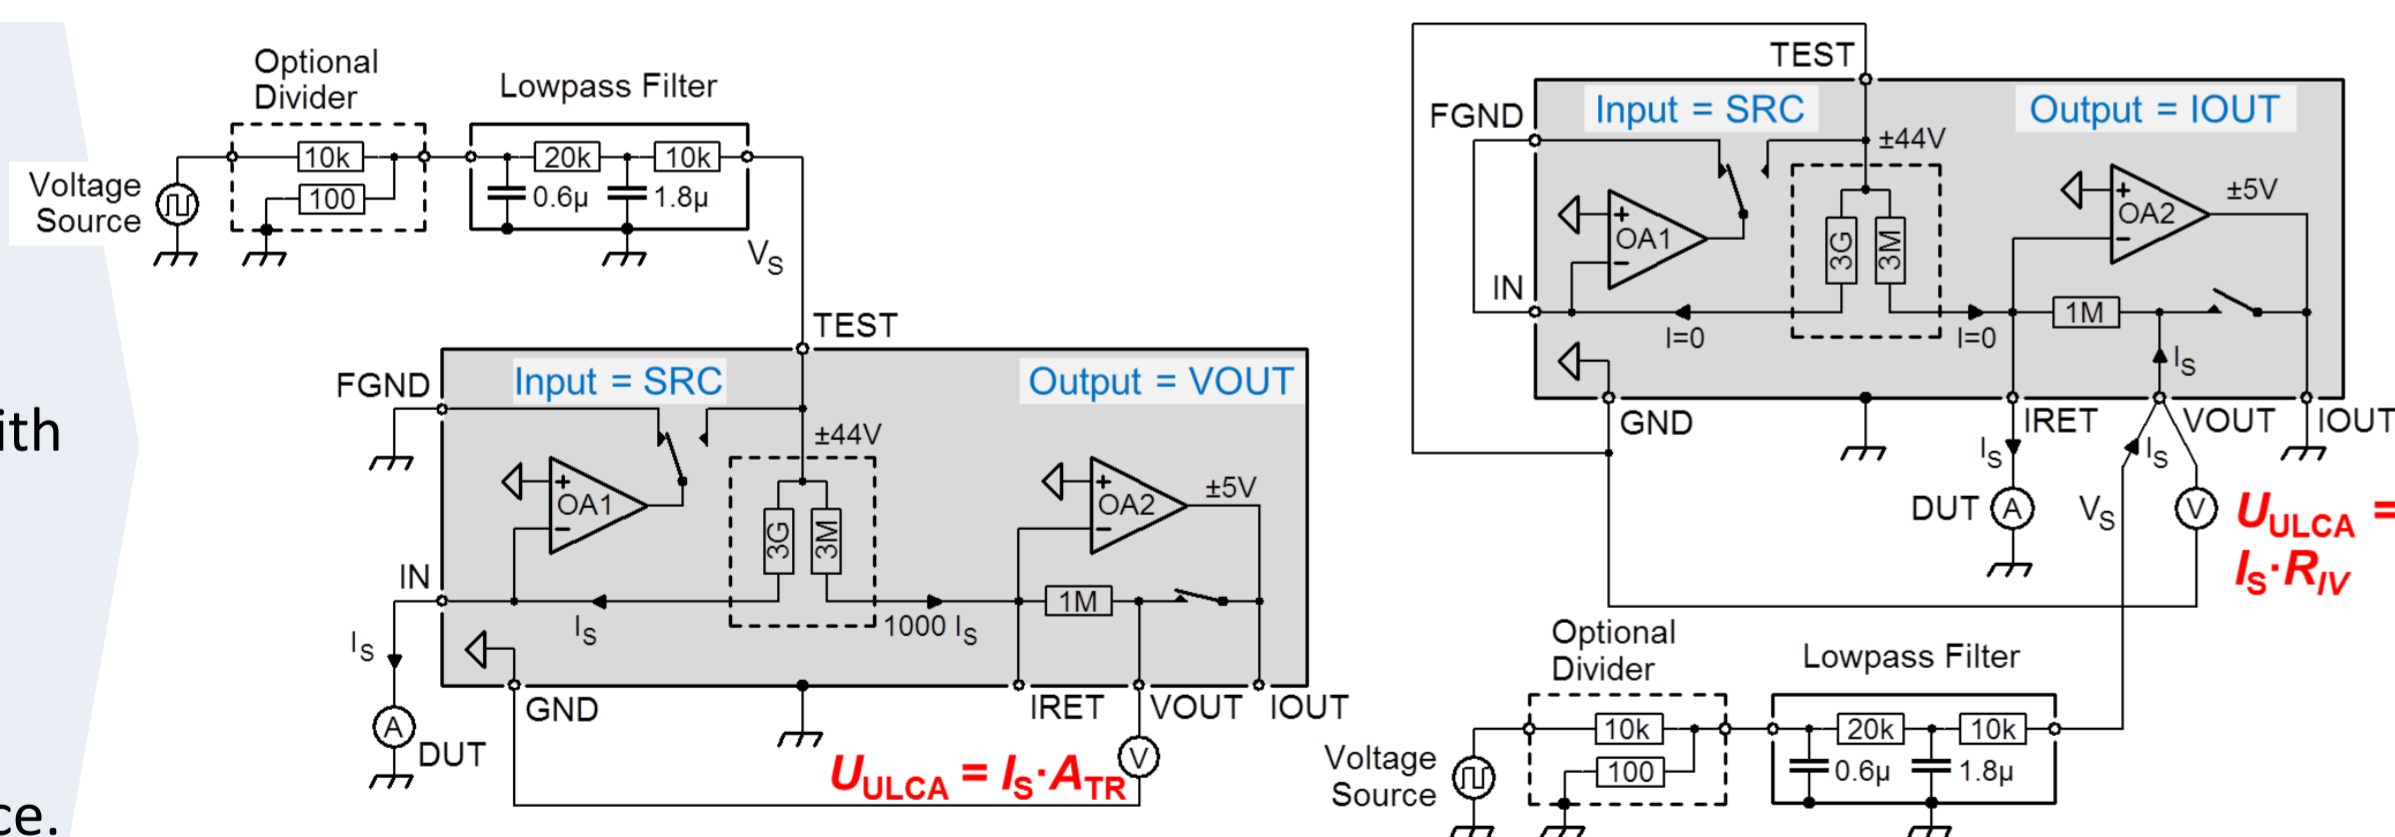 ith
ce.
Optional
Divider
Lowpass Filter
10k
100
20k
10k
0.6µ
1.8µ
Voltage
Source
VS
TEST
FGND
Input = SRC
Output = VOUT
±44V
+
OA1
−
3G
3M
+
OA2
−
±5V
IN
IS
1000 IS
1M
IS
A
DUT
GND
IRET
VOUT
IOUT
V
UULCA = IS·ATR
TEST
FGND
Input = SRC
Output = IOUT
±44V
+
OA1
−
3G
3M
+
OA2
−
±5V
IN
I=0
I=0
1M
IS
GND
IRET
VOUT
IOUT
IS
IS
DUT
A
VS
V
UULCA =
IS·RIV
Optional
Divider
Lowpass Filter
10k
100
20k
10k
0.6µ
1.8µ
Voltage
Source